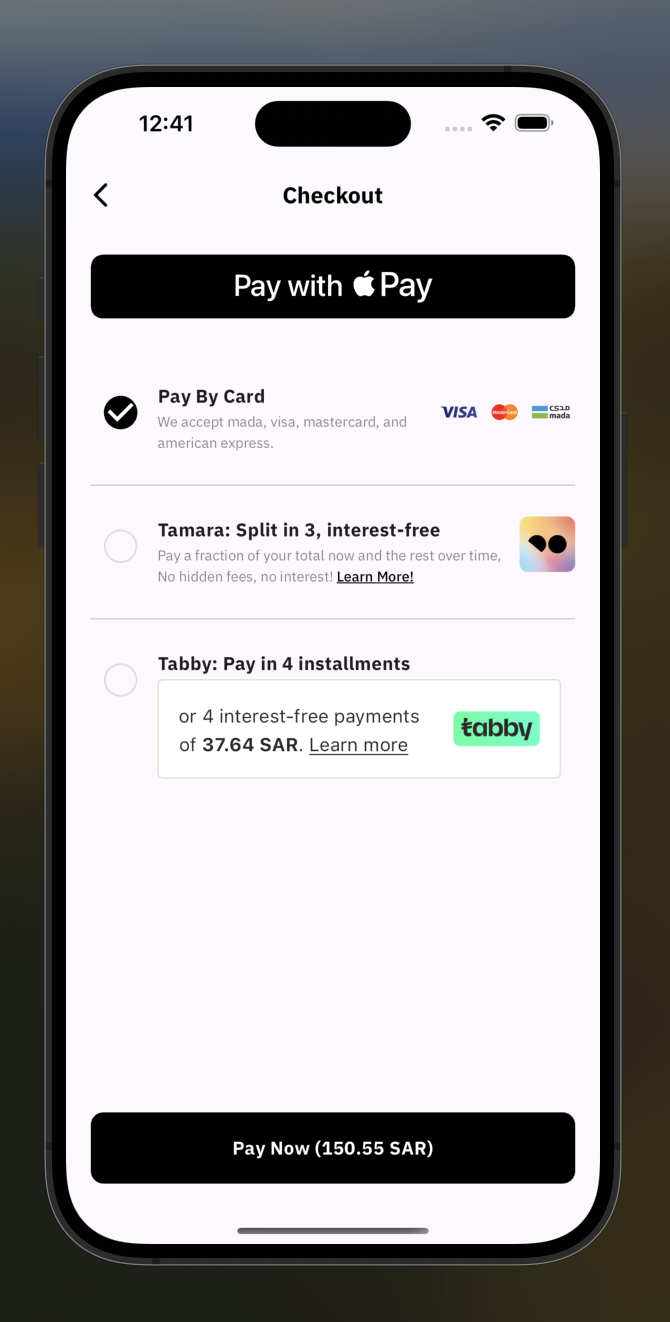 12:41
Checkout
Pay with Pay
Pay By Card
We accept mada, visa, mastercard, and
american express.
VISA MasterCard مدى mada
Tamara: Split in 3, interest-free
Pay a fraction of your total now and the rest over time,
No hidden fees, no interest! Learn More!
Tabby: Pay in 4 installments
or 4 interest-free payments
of 37.64 SAR. Learn more
tabby
Pay Now (150.55 SAR)